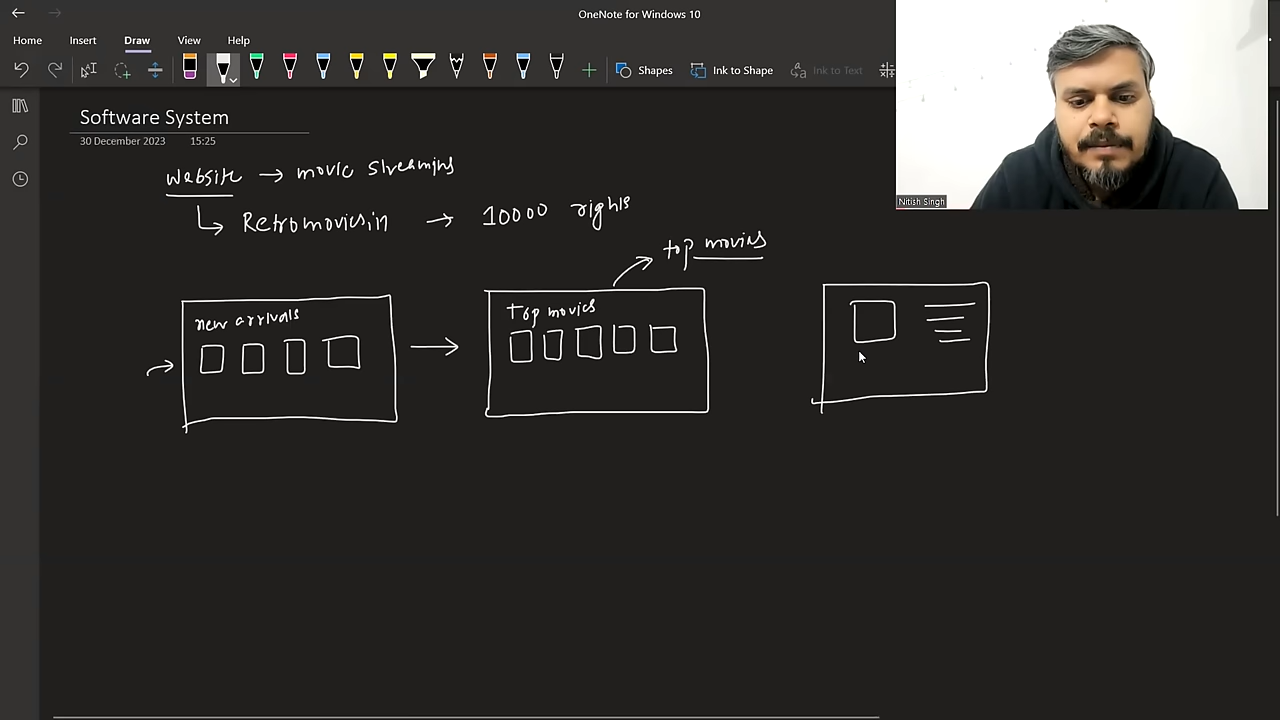 OneNote for Windows 10
Home Insert Draw View Help
Shapes Ink to Shape Ink to Text
Software System
30 December 2023 15:25
Website → movie streaming
Retromovies.in → 10000 rights
top movies
new arrivals
Top movies
Nitish Singh